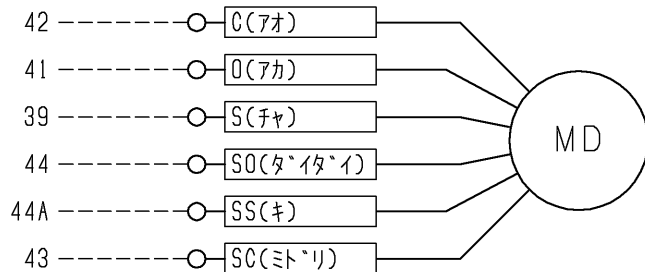 42 C(ｱｵ)
41 O(ｱｶ)
39 S(ﾁｬ)
MD
44 SO(ﾀﾞｲﾀﾞｲ)
44A SS(ｷ)
43 SC(ﾐﾄﾞﾘ)